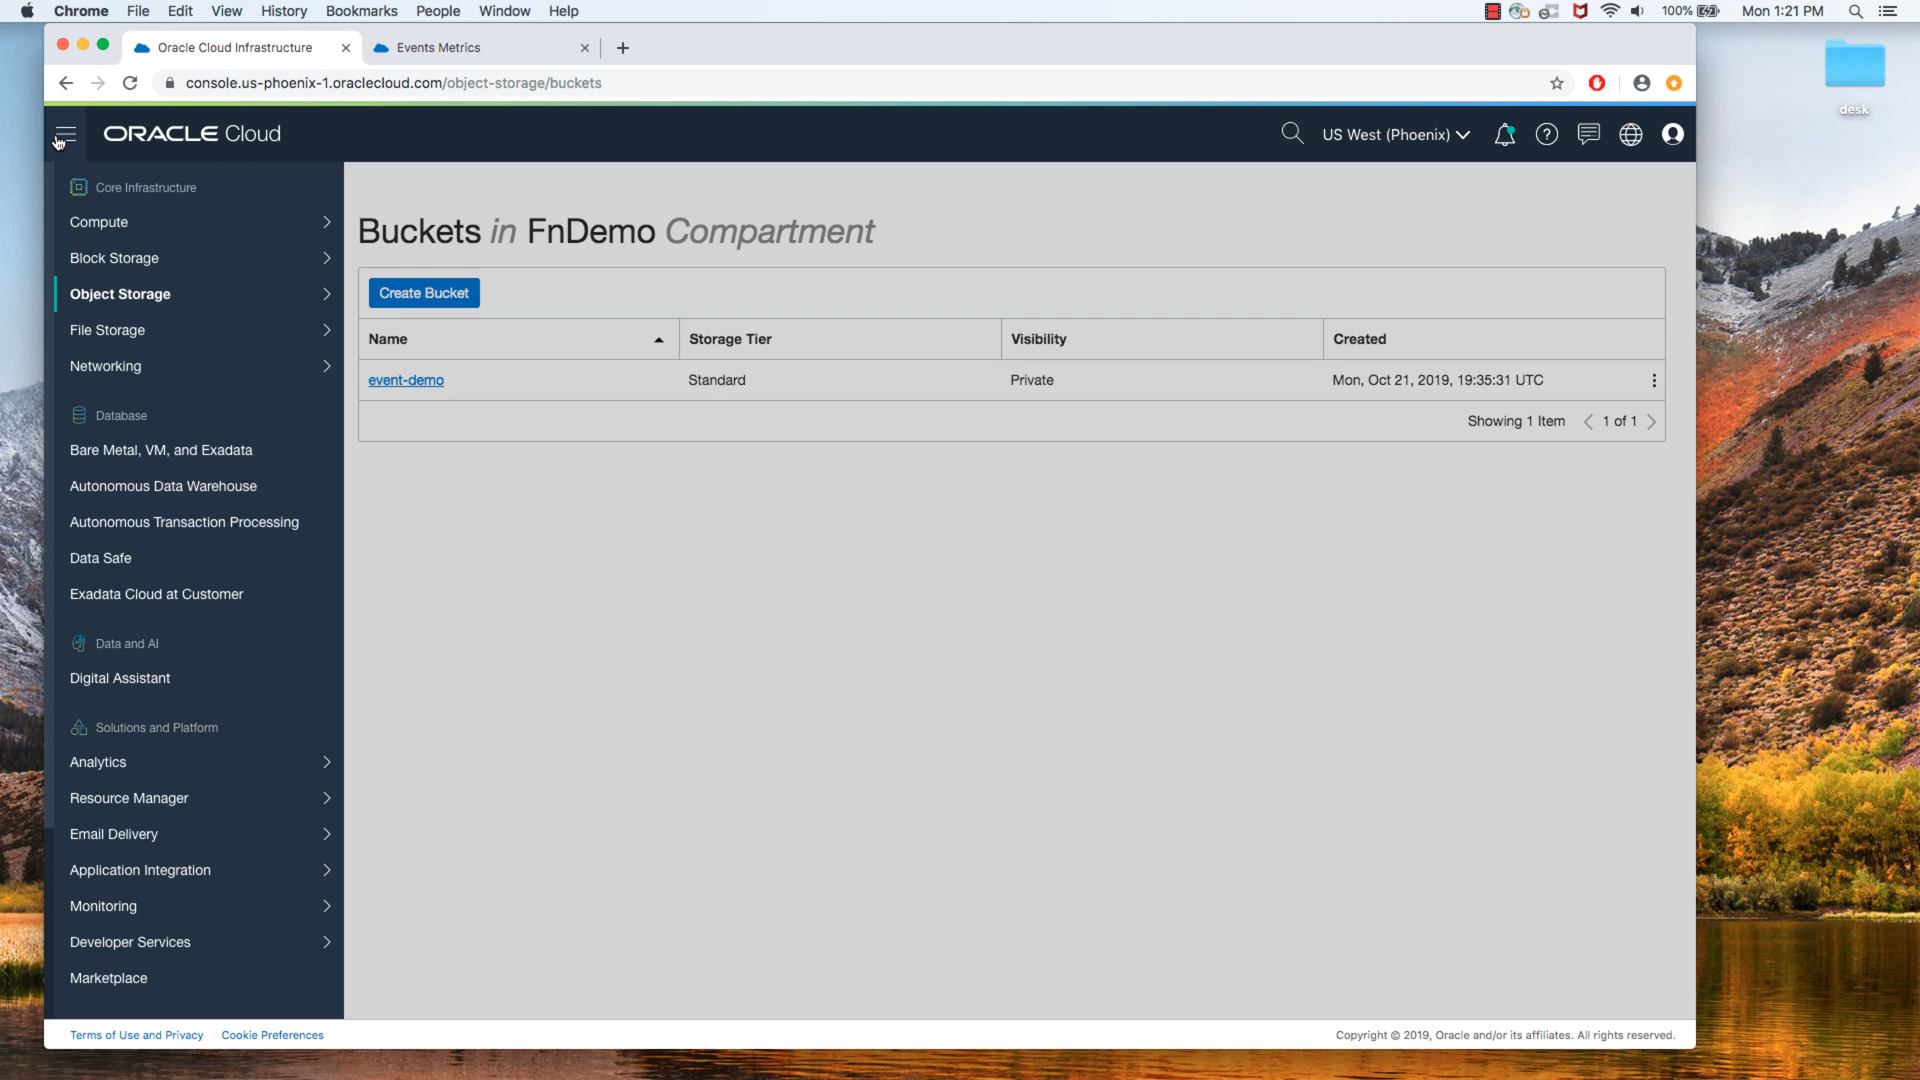 Chrome File Edit View History Bookmarks People Window Help 100% Mon 1:21 PM
Oracle Cloud Infrastructure Events Metrics
console.us-phoenix-1.oraclecloud.com/object-storage/buckets
desk
ORACLE Cloud US West (Phoenix)
Core Infrastructure
Compute
Block Storage
Object Storage
File Storage
Networking
Database
Bare Metal, VM, and Exadata
Autonomous Data Warehouse
Autonomous Transaction Processing
Data Safe
Exadata Cloud at Customer
Data and AI
Digital Assistant
Solutions and Platform
Analytics
Resource Manager
Email Delivery
Application Integration
Monitoring
Developer Services
Marketplace
Buckets in FnDemo Compartment
Create Bucket
Name Storage Tier Visibility Created
event-demo Standard Private Mon, Oct 21, 2019, 19:35:31 UTC
Showing 1 Item 1 of 1
Terms of Use and Privacy Cookie Preferences Copyright © 2019, Oracle and/or its affiliates. All rights reserved.